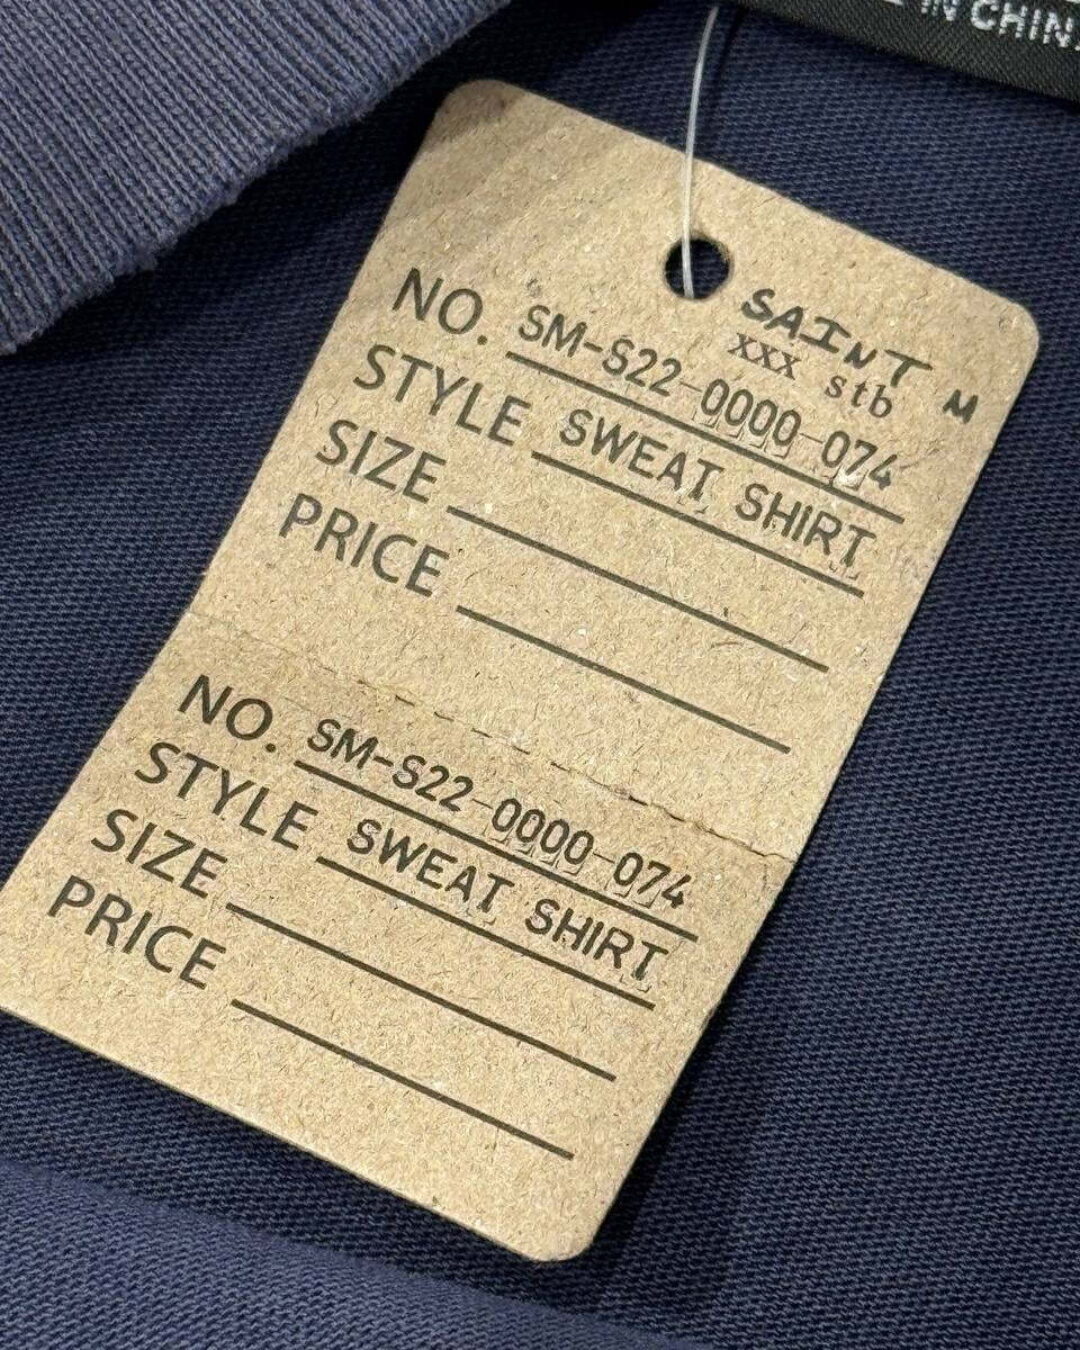 IN CHIN
SAINT M
xxx stb
NO. SM-S22-0000-074
STYLE SWEAT SHIRT
SIZE
PRICE
NO. SM-S22-0000-074
STYLE SWEAT SHIRT
SIZE
PRICE